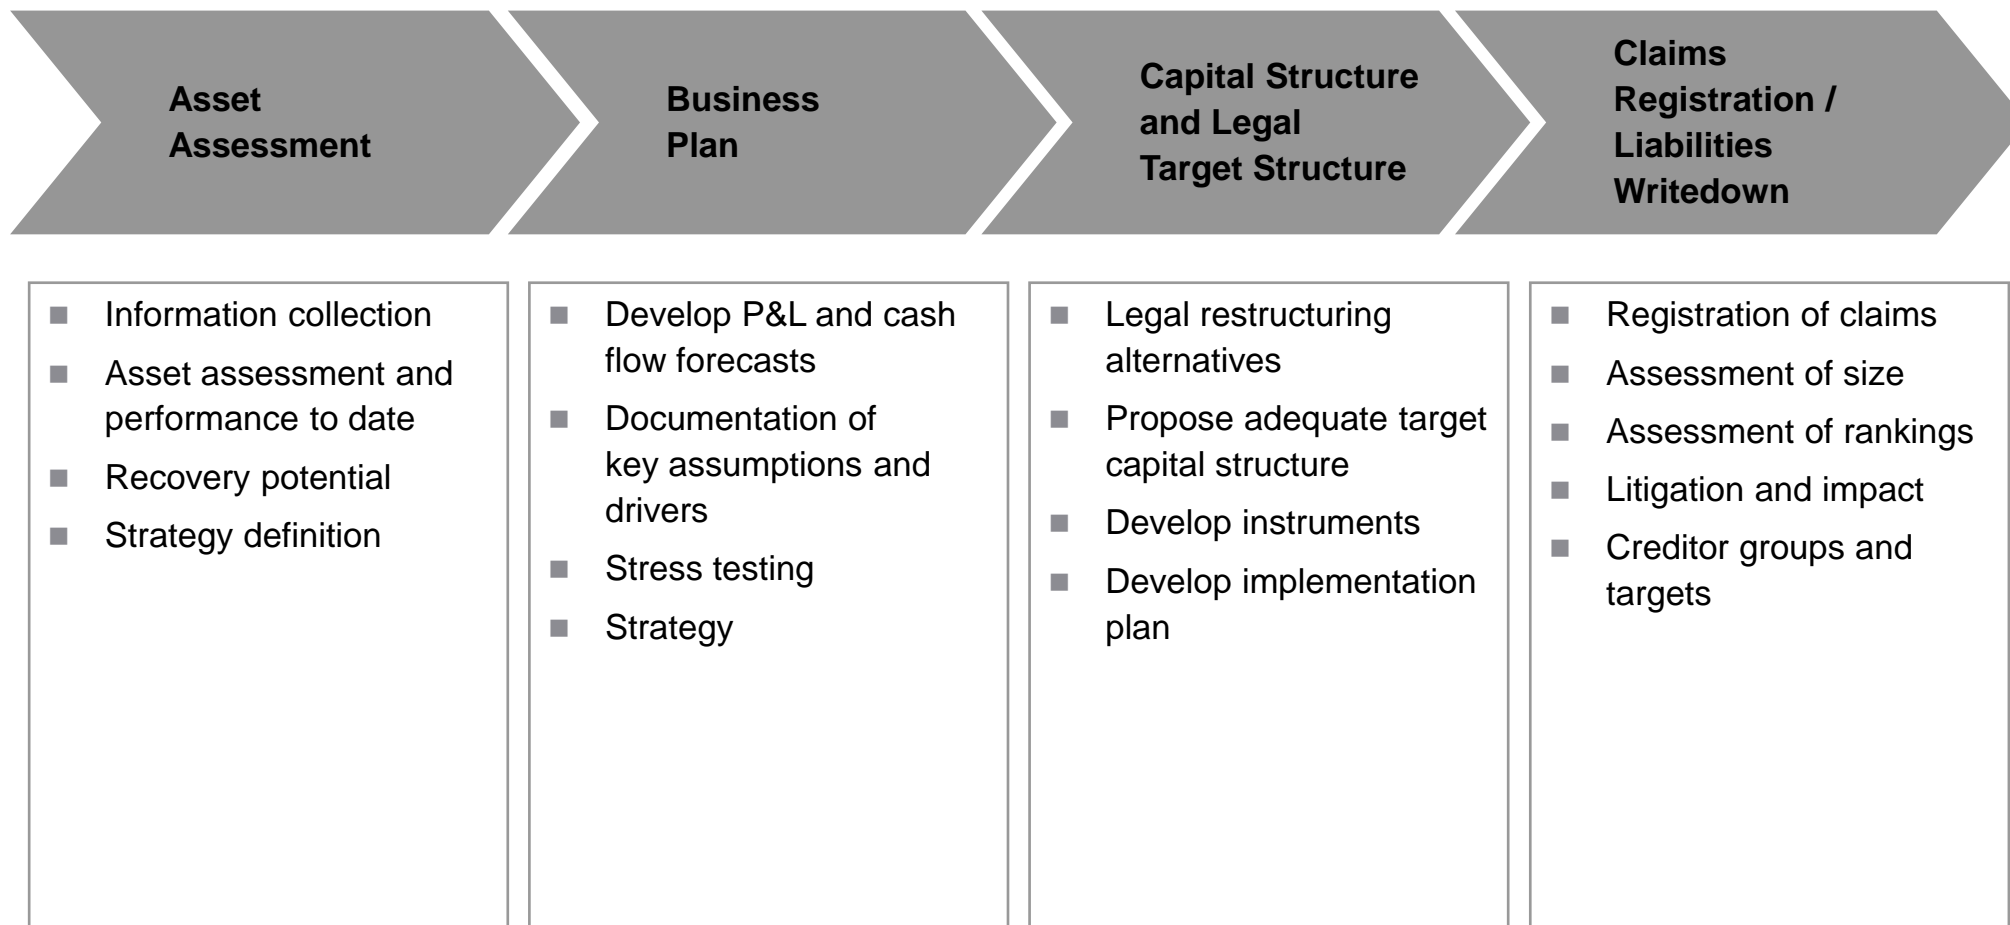 Asset
Assessment
Business
Plan
Capital Structure
and Legal
Target Structure
Claims
Registration /
Liabilities
Writedown
Information collection
Asset assessment and
performance to date
Recovery potential
Strategy definition
Develop P&L and cash
flow forecasts
Documentation of
key assumptions and
drivers
Stress testing
Strategy
Legal restructuring
alternatives
Propose adequate target
capital structure
Develop instruments
Develop implementation
plan
Registration of claims
Assessment of size
Assessment of rankings
Litigation and impact
Creditor groups and
targets